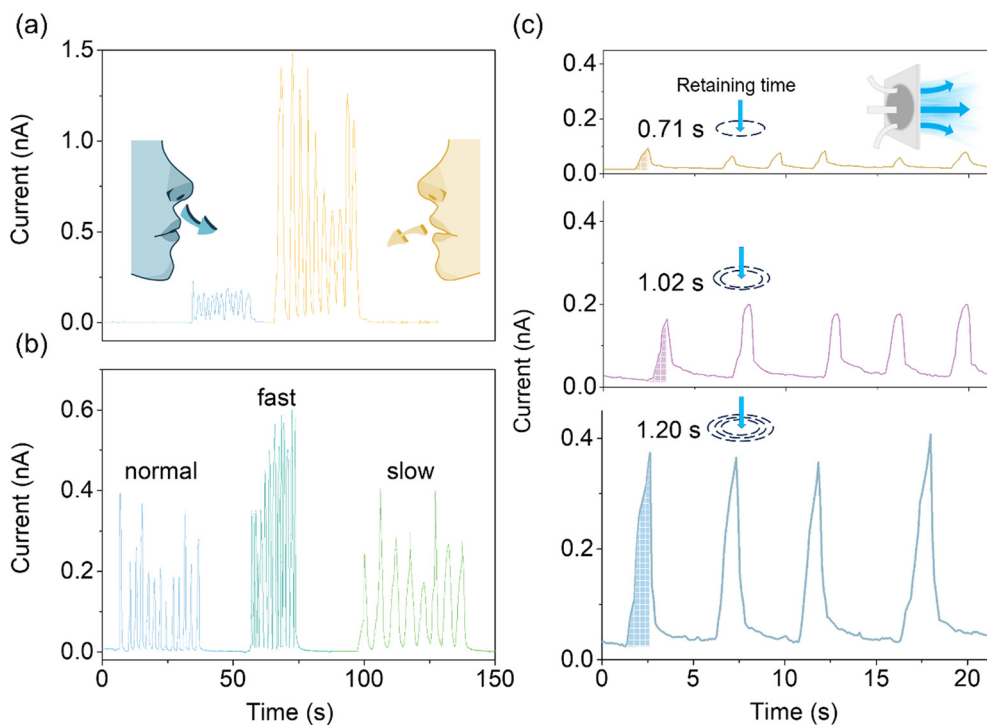 (a)
1.5
1.0
0.5
0.0
Current (nA)
(b)
normal
fast
slow
0.6
0.4
0.2
0.0
Current (nA)
0
50
100
150
Time (s)
(c)
0.4
0.2
0.0
Retaining time
0.71 s
0.4
0.2
0.0
1.02 s
Current (nA)
0.4
0.2
0.0
1.20 s
0
5
10
15
20
Time (s)